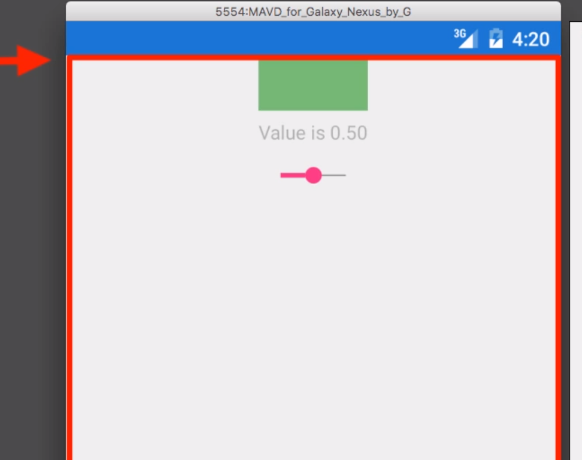 5554:MAVD_for_Galaxy_Nexus_by_G
3G 4:20
Value is 0.50